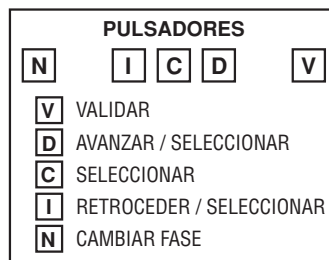 PULSADORES
N I C D V
V VALIDAR
D AVANZAR / SELECCIONAR
C SELECCIONAR
I RETROCEDER / SELECCIONAR
N CAMBIAR FASE